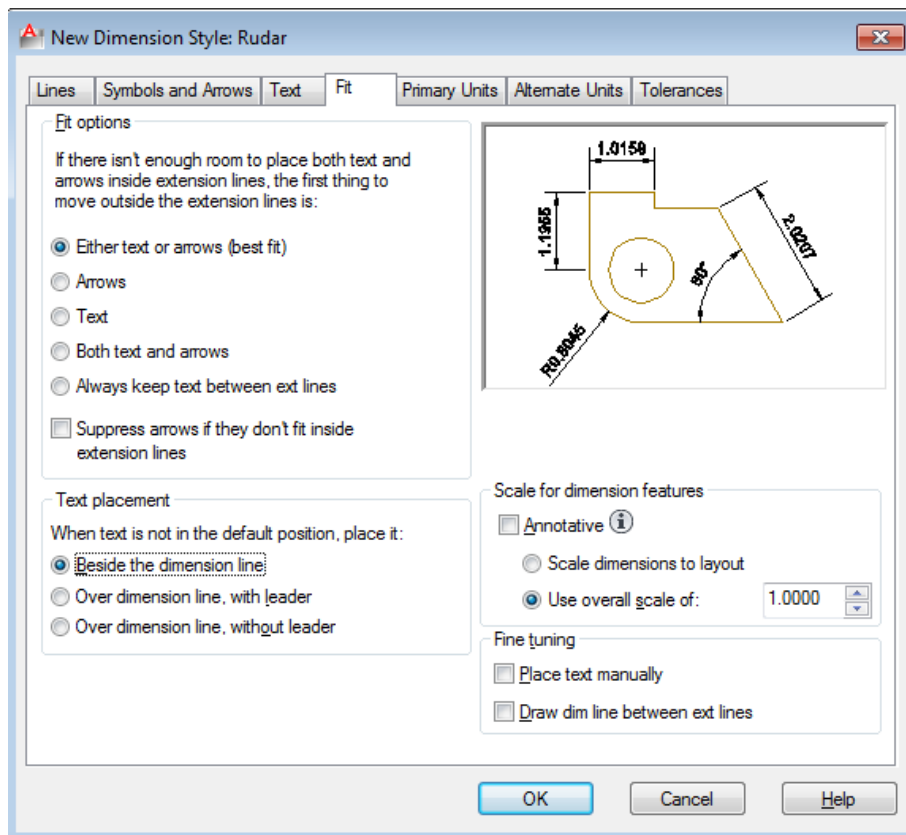 New Dimension Style: Rudar
Lines Symbols and Arrows Text Fit Primary Units Alternate Units Tolerances
Fit options
If there isn't enough room to place both text and
arrows inside extension lines, the first thing to
move outside the extension lines is:
Either text or arrows (best fit)
Arrows
Text
Both text and arrows
Always keep text between ext lines
Suppress arrows if they don't fit inside
extension lines
Text placement
When text is not in the default position, place it:
Beside the dimension line
Over dimension line, with leader
Over dimension line, without leader
1.0159
1.1955
2.0207
60°
R0.8045
Scale for dimension features
Annotative
Scale dimensions to layout
Use overall scale of: 1.0000
Fine tuning
Place text manually
Draw dim line between ext lines
OK Cancel Help